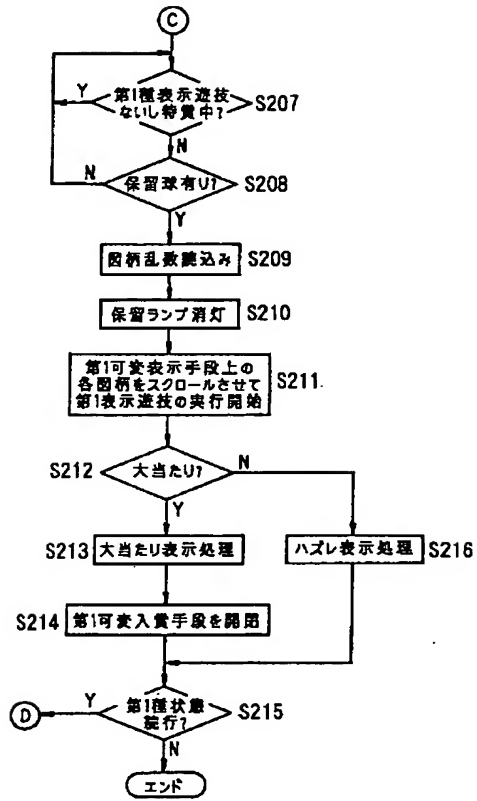 C
第1種表示遊技
ないし特賞中?
Y
S207
N
N
保留球有り?
S208
Y
図柄乱数読込み
S209
保留ランプ消灯
S210
第1可変表示手段上の
各図柄をスクロールさせて
第1表示遊技の実行開始
S211
S212
大当たり?
N
Y
S213
大当たり表示処理
ハズレ表示処理
S216
S214
第1可変入賞手段を開閉
Y
第1種状態
続行?
S215
D
N
エンド